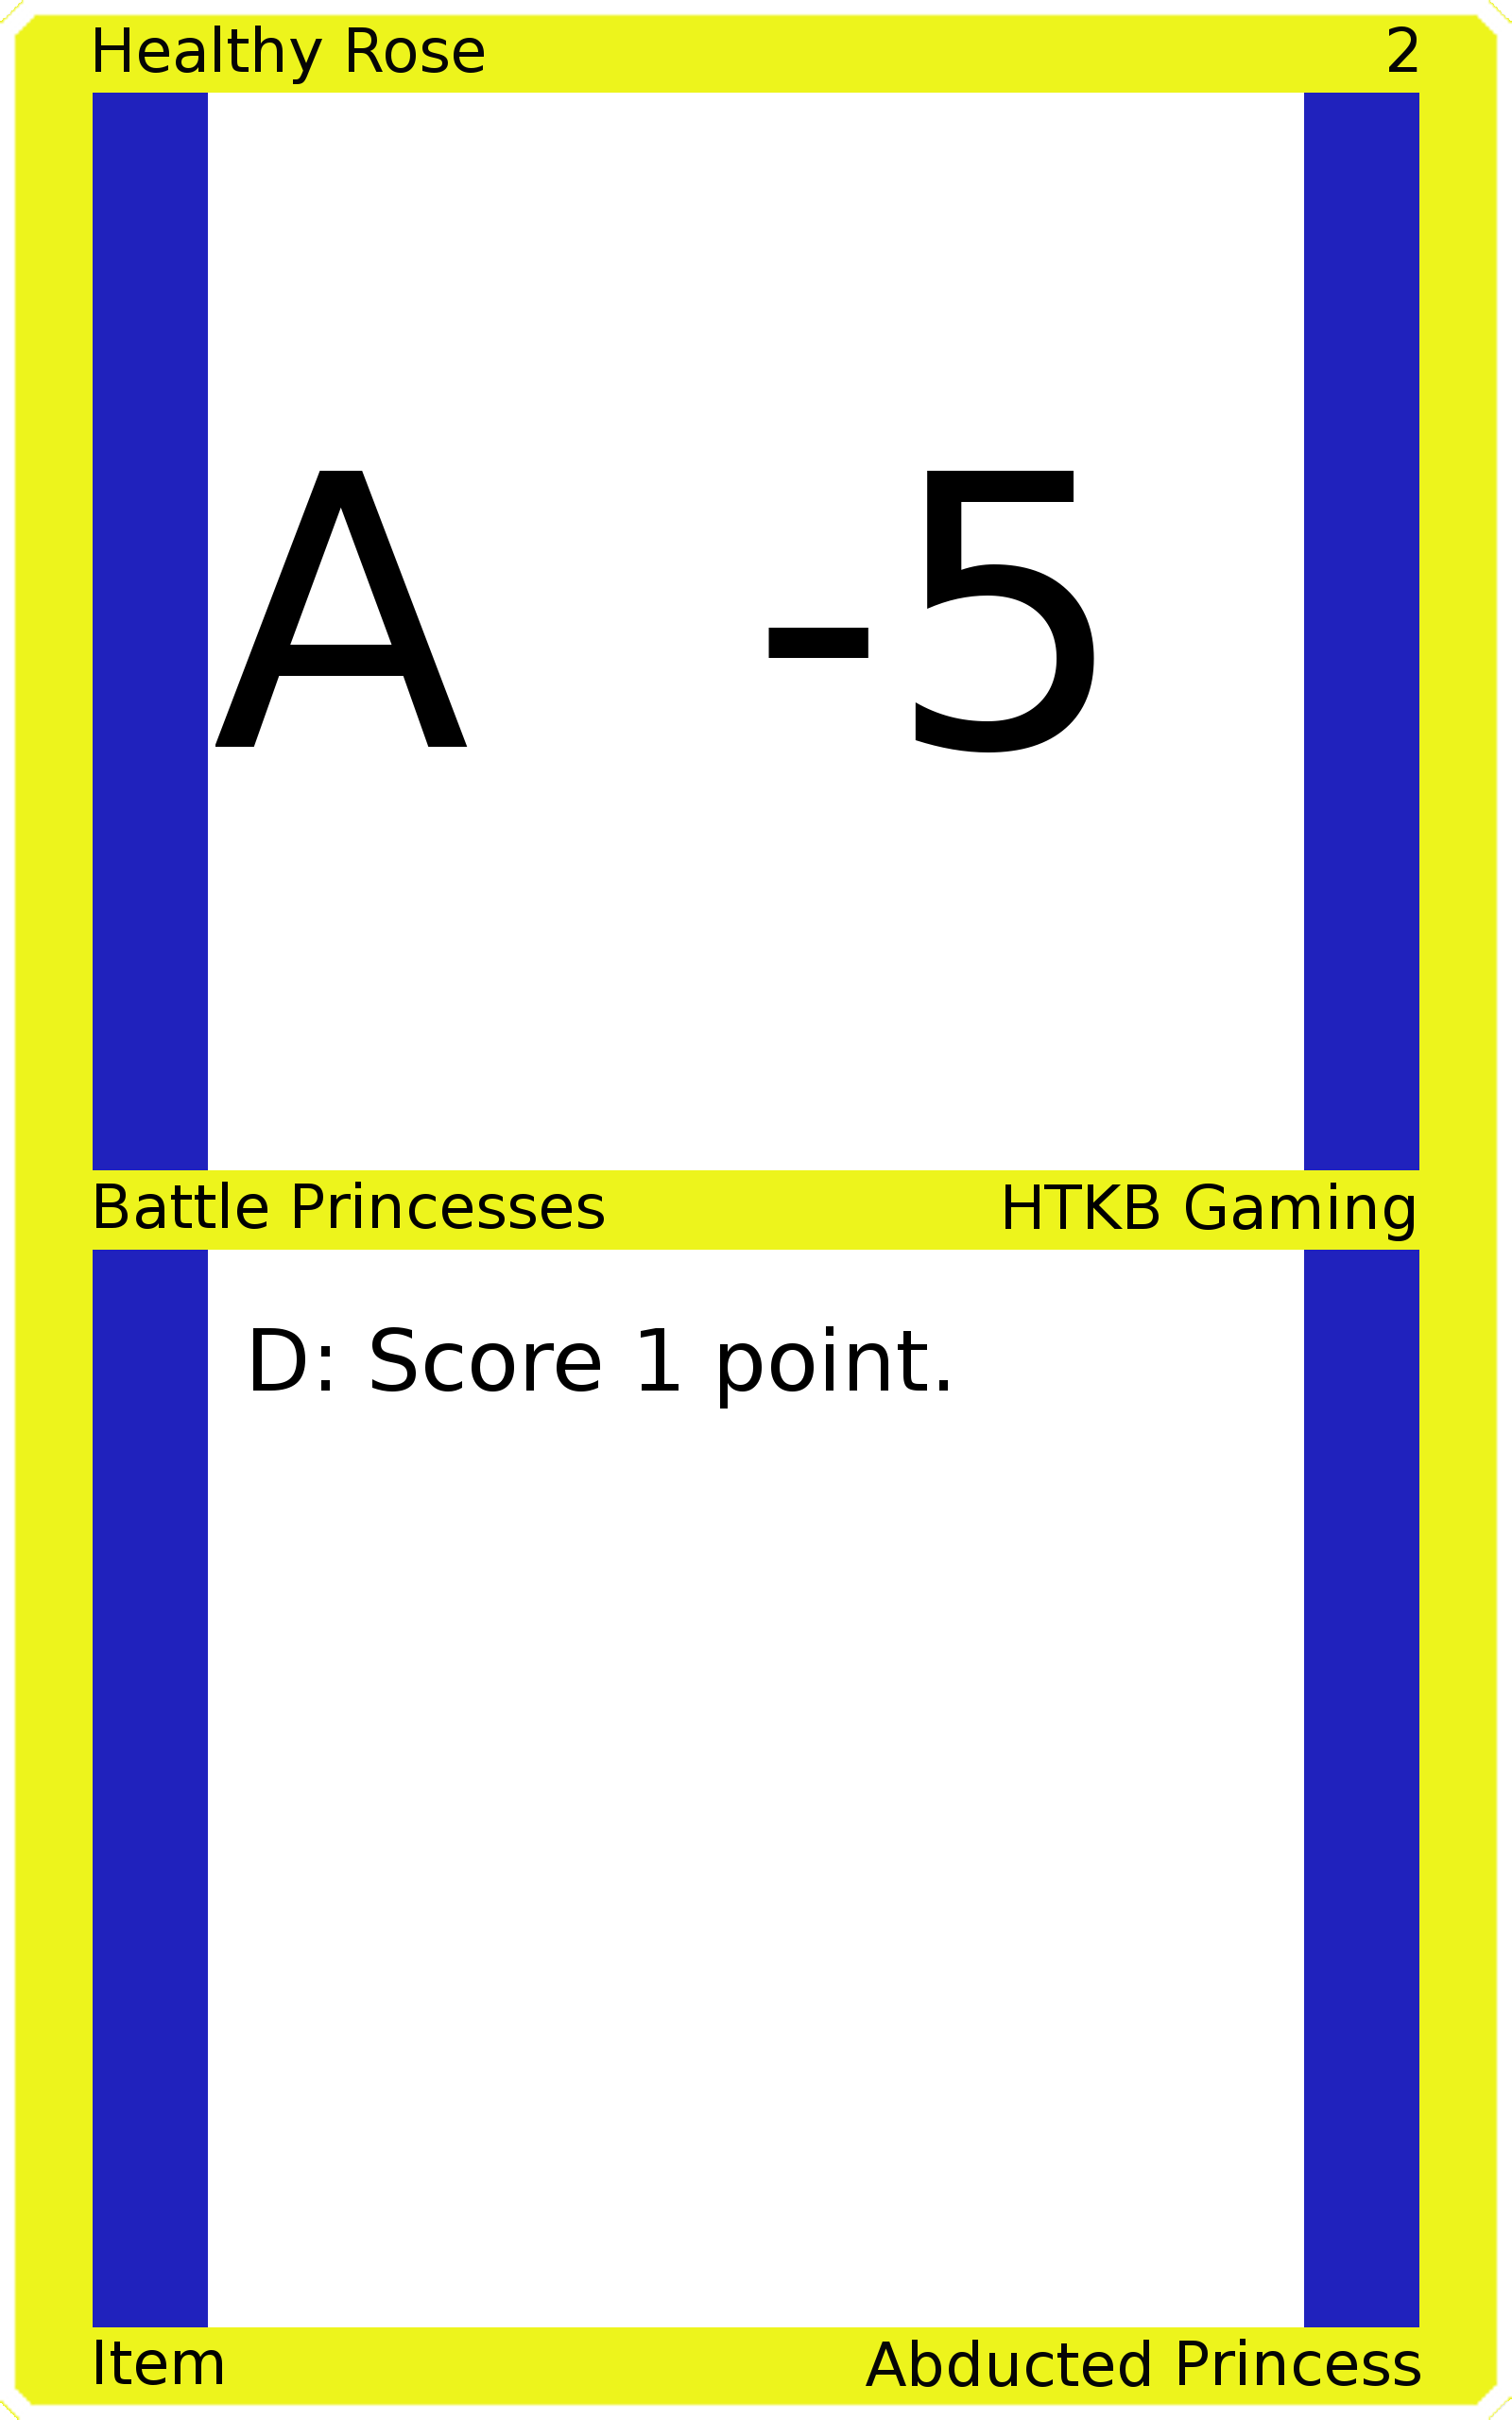 Healthy Rose 2
A -5
Battle Princesses HTKB Gaming
D: Score 1 point.
Item Abducted Princess